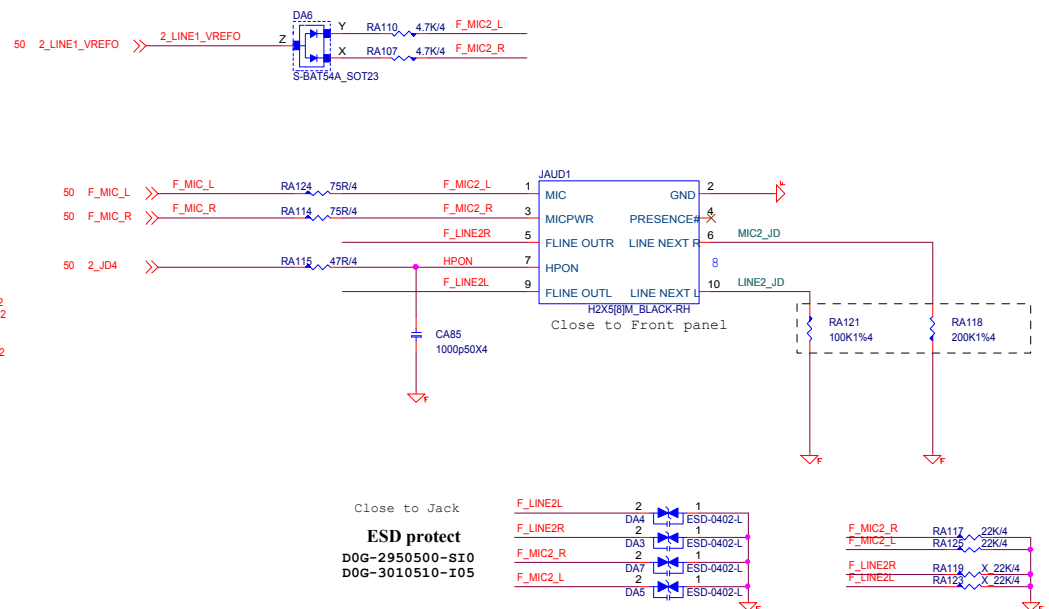 DA6
Y RA110 4.7K/4 F_MIC2_L
50 2_LINE1_VREFO 2_LINE1_VREFO Z
X RA107 4.7K/4 F_MIC2_R
S-BAT54A_SOT23
JAUD1
50 F_MIC_L F_MIC_L RA124 75R/4 F_MIC2_L 1 MIC GND 2 F
50 F_MIC_R F_MIC_R RA114 75R/4 F_MIC2_R 3 MICPWR PRESENCE# 4
F_LINE2R 5 FLINE OUTR LINE NEXT R 6 MIC2_JD
50 2_JD4 RA115 47R/4 HPON 7 HPON 8
F_LINE2L 9 FLINE OUTL LINE NEXT L 10 LINE2_JD
H2X5[8]M_BLACK-RH
Close to Front panel
2
2
2
CA85
1000p50X4
F
RA121
100K1%4
RA118
200K1%4
F F
Close to Jack
ESD protect
D0G-2950500-SI0
D0G-3010510-I05
F_LINE2L 2 1
DA4 ESD-0402-L
F_LINE2R 2 1
DA3 ESD-0402-L
F_MIC2_R 2 1
DA7 ESD-0402-L
F_MIC2_L 2 1
DA5 ESD-0402-L
F
F_MIC2_R RA117 22K/4
F_MIC2_L RA125 22K/4
F_LINE2R RA119 X_22K/4
F_LINE2L RA123 X_22K/4
F